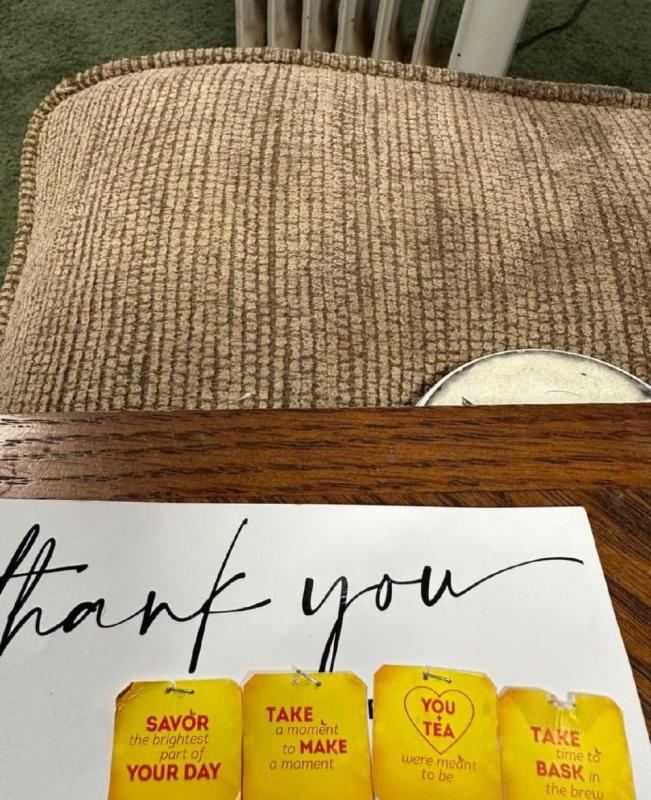 thank you
SAVOR
the brightest
part of
YOUR DAY
TAKE
a moment
to MAKE
a moment
YOU
+
TEA
were meant
to be
TAKE
time to
BASK in
the brew